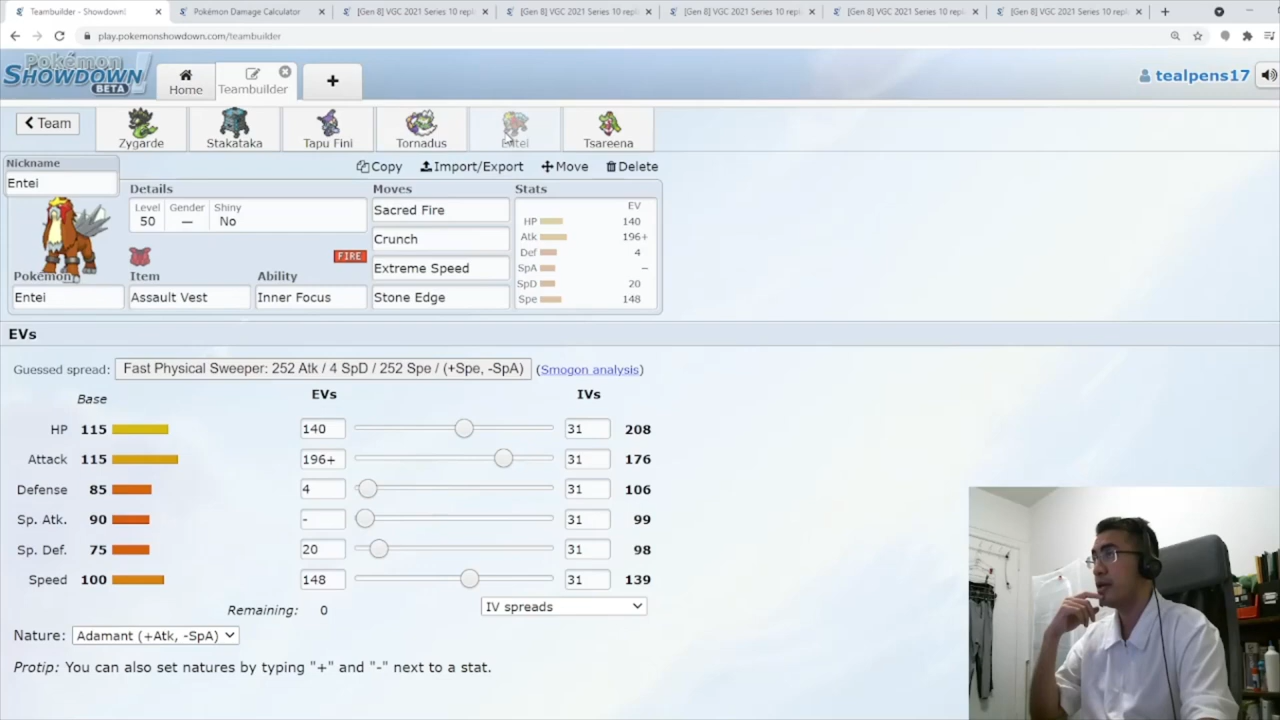 Teambuilder - Showdown!
Pokémon Damage Calculator
[Gen 8] VGC 2021 Series 10 repl
[Gen 8] VGC 2021 Series 10 repl
[Gen 8] VGC 2021 Series 10 repl
[Gen 8] VGC 2021 Series 10 repl
[Gen 8] VGC 2021 Series 10 repl
play.pokemonshowdown.com/teambuilder
Pokémon
SHOWDOWN!
BETA
Home
Teambuilder
tealpens17
Team
Zygarde
Stakataka
Tapu Fini
Tornadus
Entei
Tsareena
Copy
Import/Export
Move
Delete
Nickname
Entei
Details
Level
Gender
Shiny
50
—
No
FIRE
Pokémon
Item
Ability
Entei
Assault Vest
Inner Focus
Moves
Sacred Fire
Crunch
Extreme Speed
Stone Edge
Stats
EV
HP 140
Atk 196+
Def 4
SpA –
SpD 20
Spe 148
EVs
Guessed spread: Fast Physical Sweeper: 252 Atk / 4 SpD / 252 Spe / (+Spe, -SpA) (Smogon analysis)
Base EVs IVs
HP 115 140 31 208
Attack 115 196+ 31 176
Defense 85 4 31 106
Sp. Atk. 90 - 31 99
Sp. Def. 75 20 31 98
Speed 100 148 31 139
Remaining: 0 IV spreads
Nature: Adamant (+Atk, -SpA)
Protip: You can also set natures by typing "+" and "-" next to a stat.